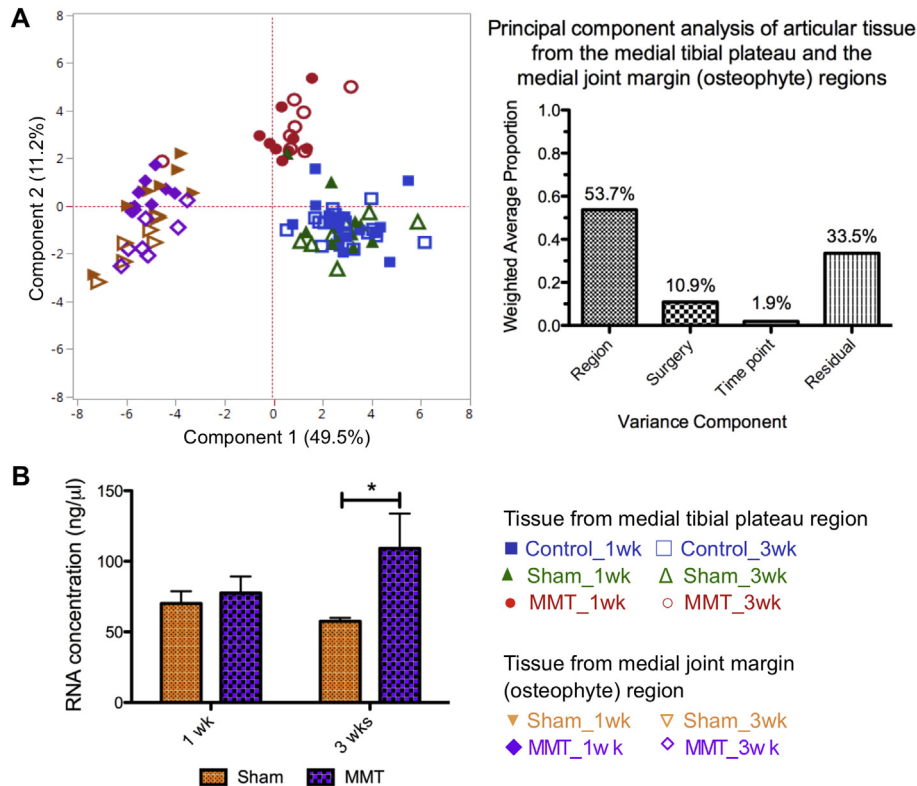 A
8
6
4
2
0
-2
-4
-6
-8
-8 -6 -4 -2 0 2 4 6 8
Component 2 (11.2%)
Component 1 (49.5%)
Principal component analysis of articular tissue
from the medial tibial plateau and the
medial joint margin (osteophyte) regions
Weighted Average Proportion
1.0
0.8
0.6
0.4
0.2
0.0
53.7%
10.9%
1.9%
33.5%
Region
Surgery
Time point
Residual
Variance Component
B
RNA concentration (ng/μl)
150
100
50
0
*
1 wk
3 wks
Sham MMT
Tissue from medial tibial plateau region
Control_1wk Control_3wk
Sham_1wk Sham_3wk
MMT_1wk MMT_3wk
Tissue from medial joint margin
(osteophyte) region
Sham_1wk Sham_3wk
MMT_1w k MMT_3w k